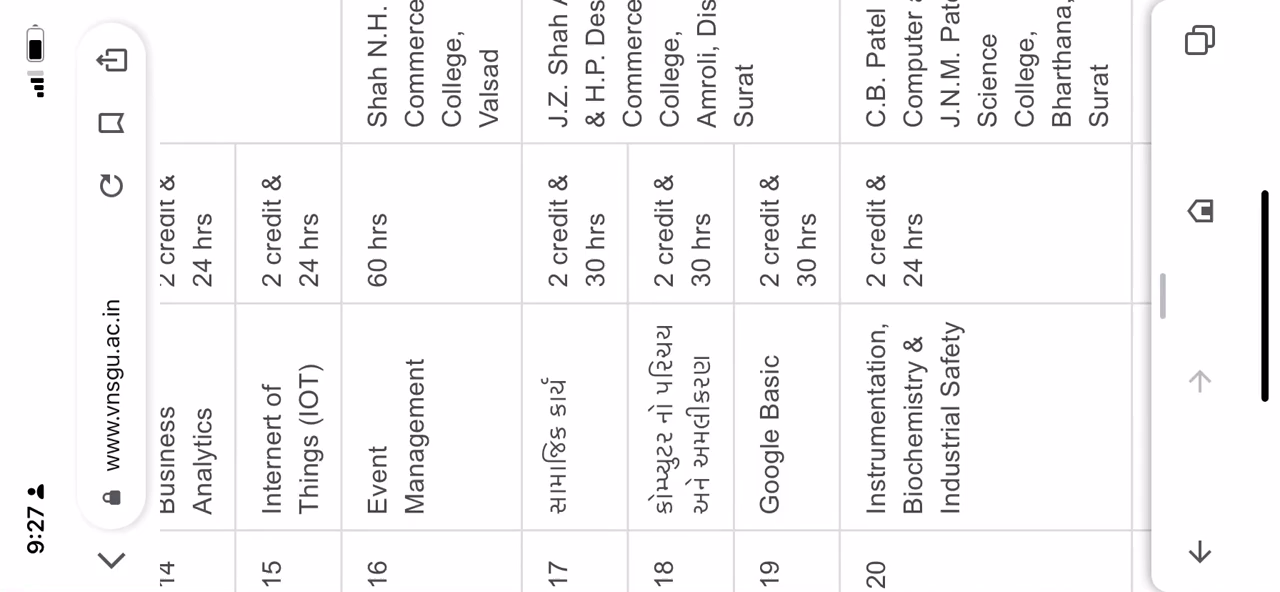 9:27
www.vnsgu.ac.in
14
Business
Analytics
2 credit &
24 hrs
15
Internert of
Things (IOT)
2 credit &
24 hrs
16
Event
Management
60 hrs
Shah N.H.
Commerce
College,
Valsad
17
સામાજિક કાર્ય
2 credit &
30 hrs
J.Z. Shah
& H.P. Des
Commerce
College,
Amroli, Dis
Surat
18
કોમ્પ્યુટર નો પરિચય
અને અમલીકરણ
2 credit &
30 hrs
19
Google Basic
2 credit &
30 hrs
20
Instrumentation,
Biochemistry &
Industrial Safety
2 credit &
24 hrs
C.B. Patel
Computer
J.N.M. Pate
Science
College,
Bharthana,
Surat